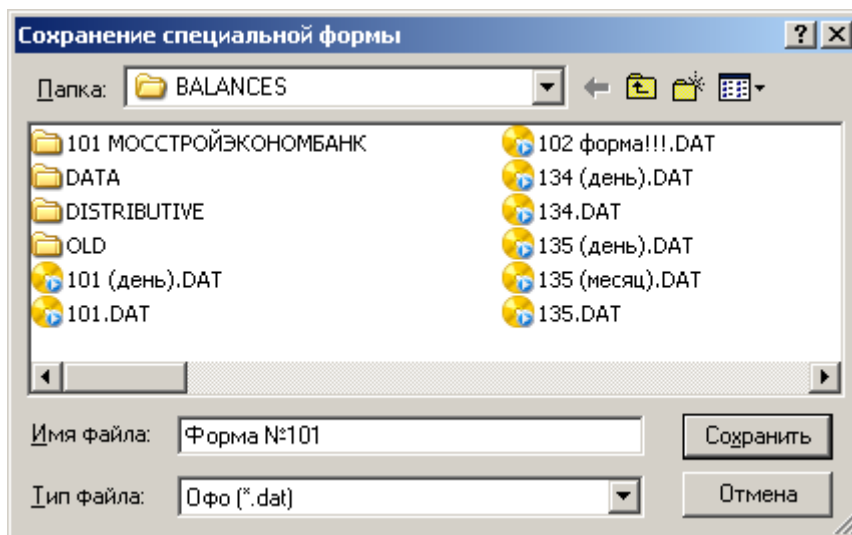 Сохранение специальной формы
Папка: BALANCES
101 МОССТРОЙЭКОНОМБАНК
DATA
DISTRIBUTIVE
OLD
101 (день).DAT
101.DAT
102 форма!!!.DAT
134 (день).DAT
134.DAT
135 (день).DAT
135 (месяц).DAT
135.DAT
Имя файла: Форма №101 Сохранить
Тип файла: Офо (*.dat) Отмена